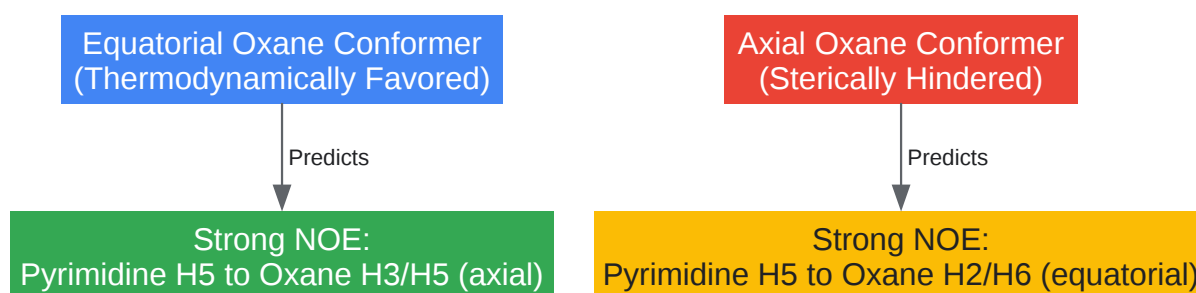 Equatorial Oxane Conformer
(Thermodynamically Favored)
Axial Oxane Conformer
(Sterically Hindered)
Predicts
Predicts
Strong NOE:
Pyrimidine H5 to Oxane H3/H5 (axial)
Strong NOE:
Pyrimidine H5 to Oxane H2/H6 (equatorial)